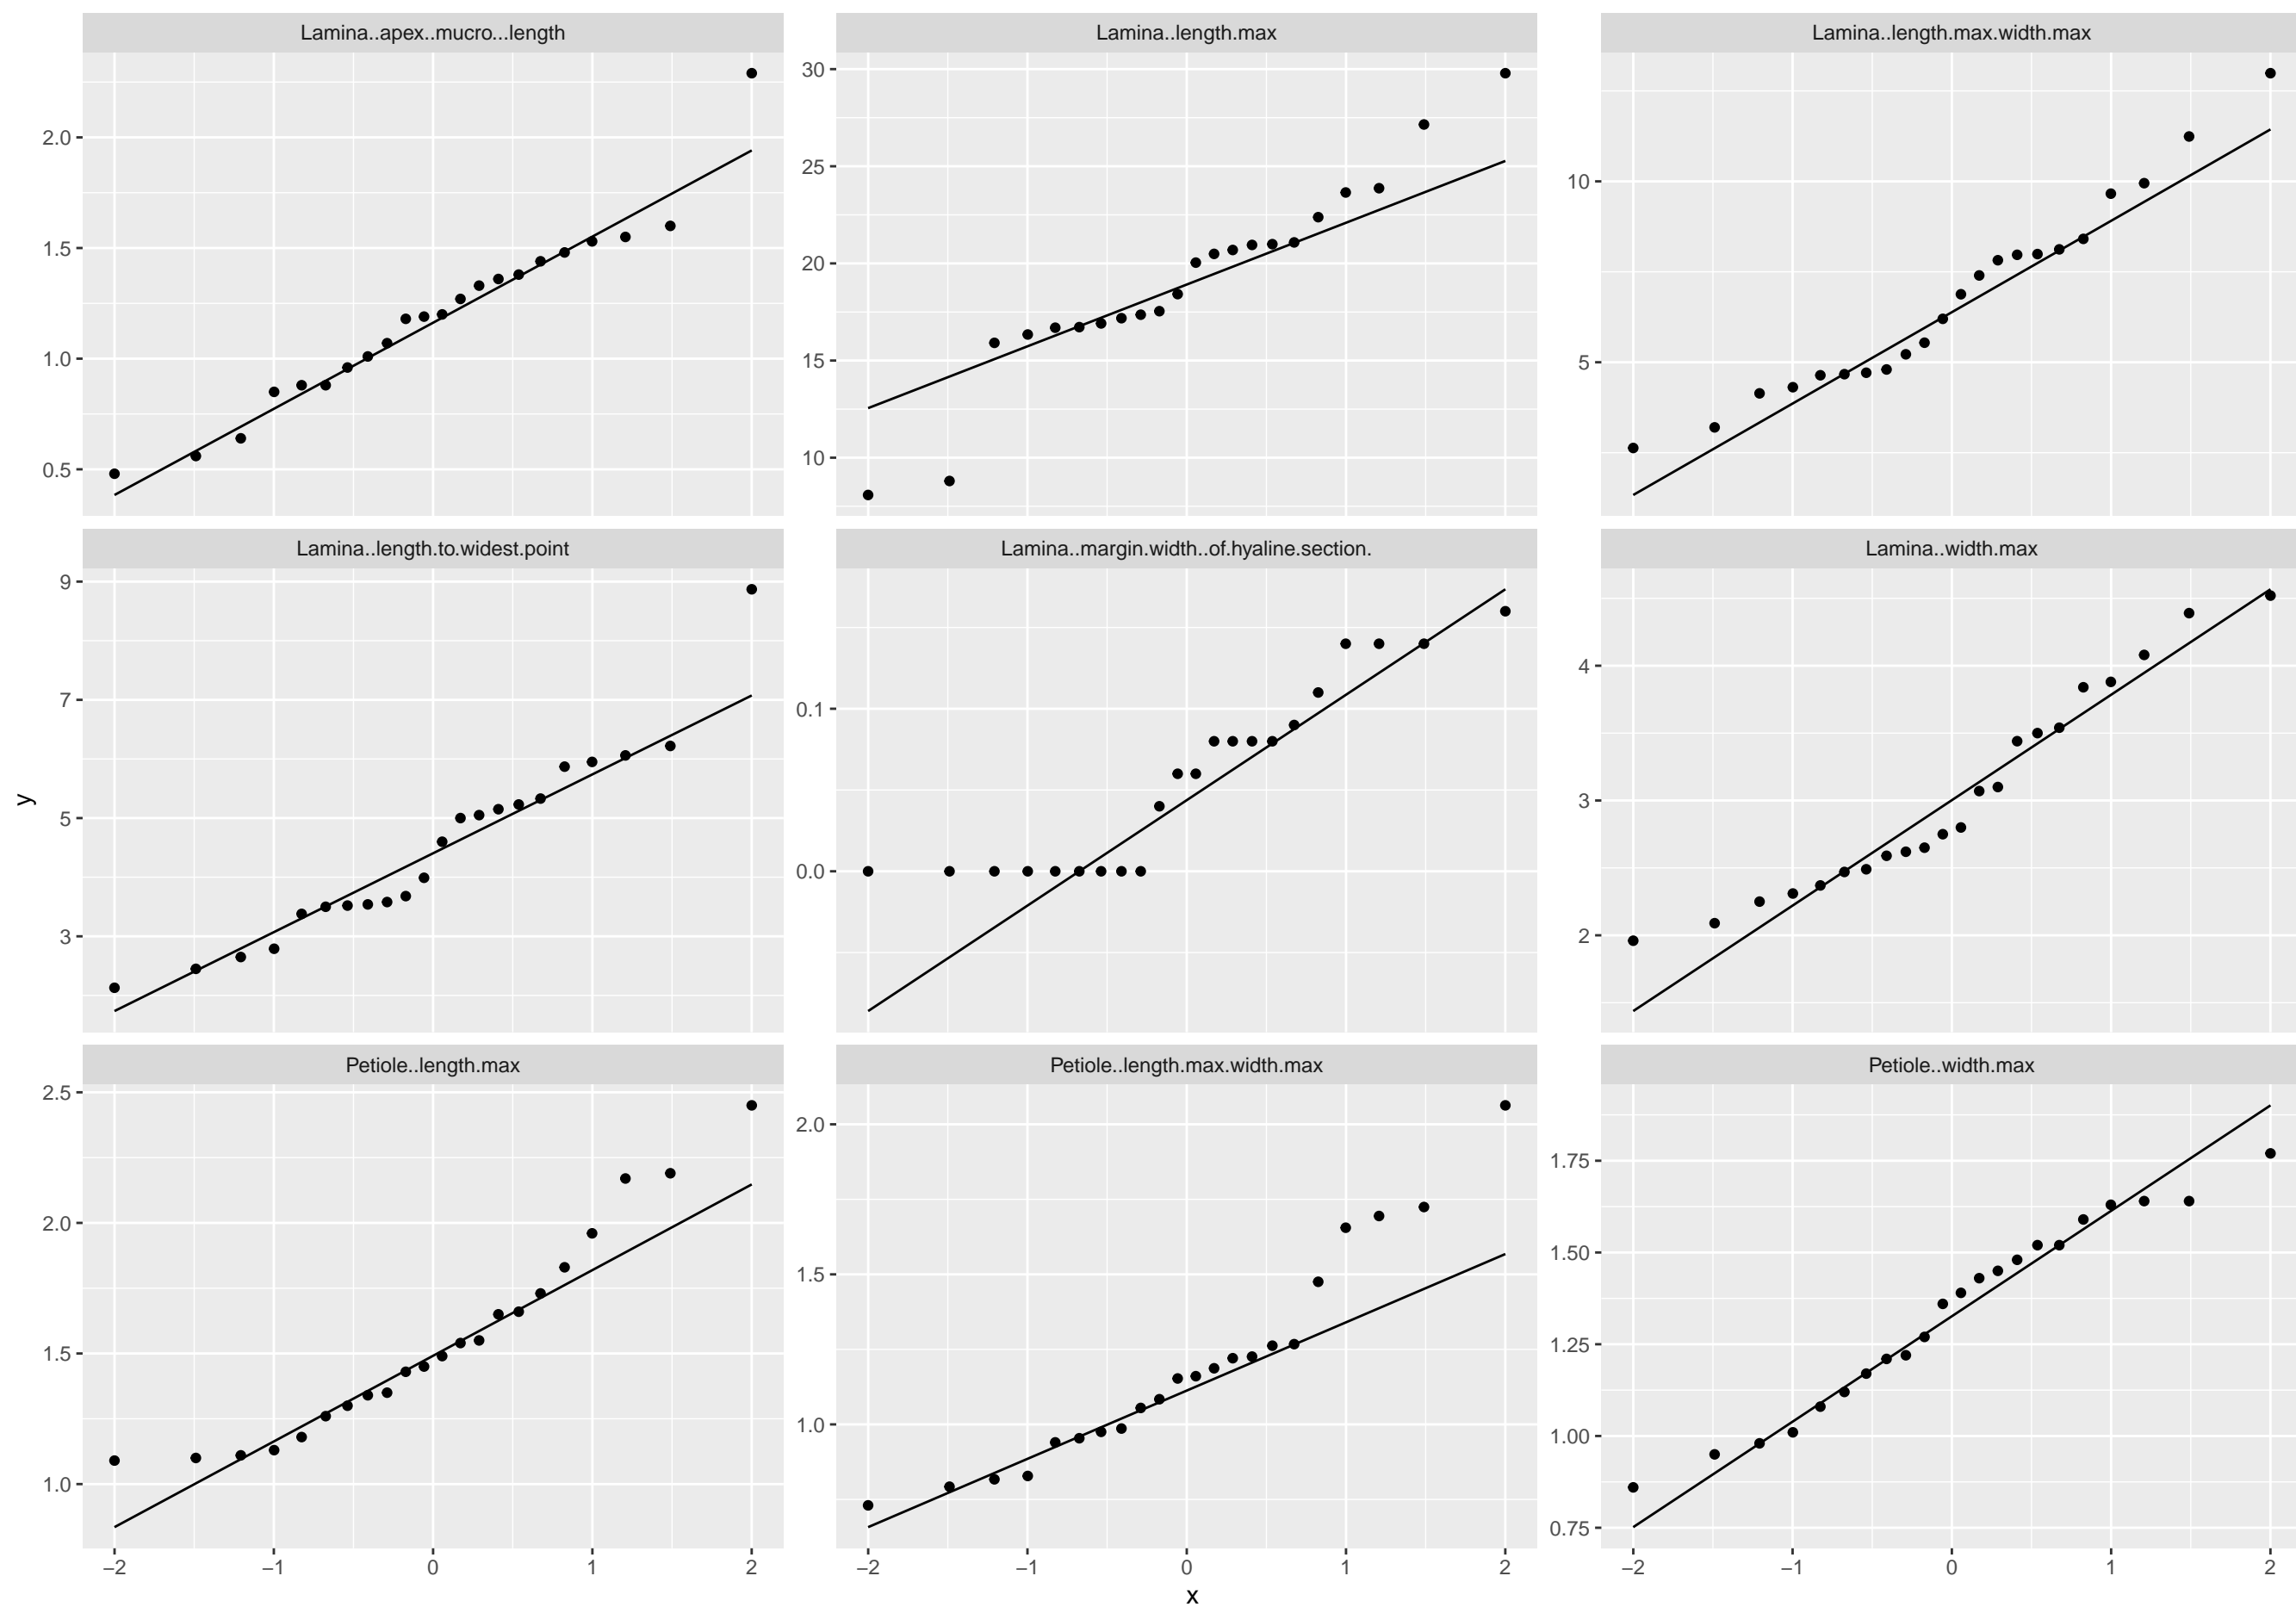 Lamina..apex..mucro...length
Lamina..length.max
Lamina..length.max.width.max
2.0
1.5
1.0
0.5
30
25
20
15
10
10
5
Lamina..length.to.widest.point
Lamina..margin.width..of.hyaline.section.
Lamina..width.max
9
7
5
3
0.1
0.0
4
3
2
y
Petiole..length.max
Petiole..length.max.width.max
Petiole..width.max
2.5
2.0
1.5
1.0
2.0
1.5
1.0
1.75
1.50
1.25
1.00
0.75
−2 −1 0 1 2
−2 −1 0 1 2
−2 −1 0 1 2
x